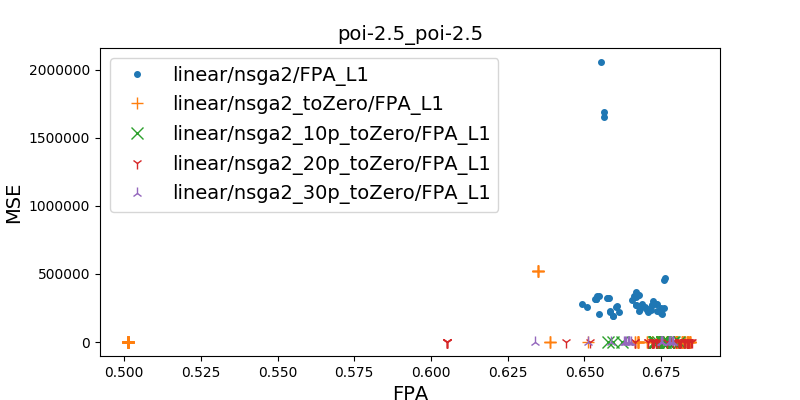 poi-2.5_poi-2.5
linear/nsga2/FPA_L1
linear/nsga2_toZero/FPA_L1
linear/nsga2_10p_toZero/FPA_L1
linear/nsga2_20p_toZero/FPA_L1
linear/nsga2_30p_toZero/FPA_L1
MSE
2000000
1500000
1000000
500000
0
0.500 0.525 0.550 0.575 0.600 0.625 0.650 0.675
FPA